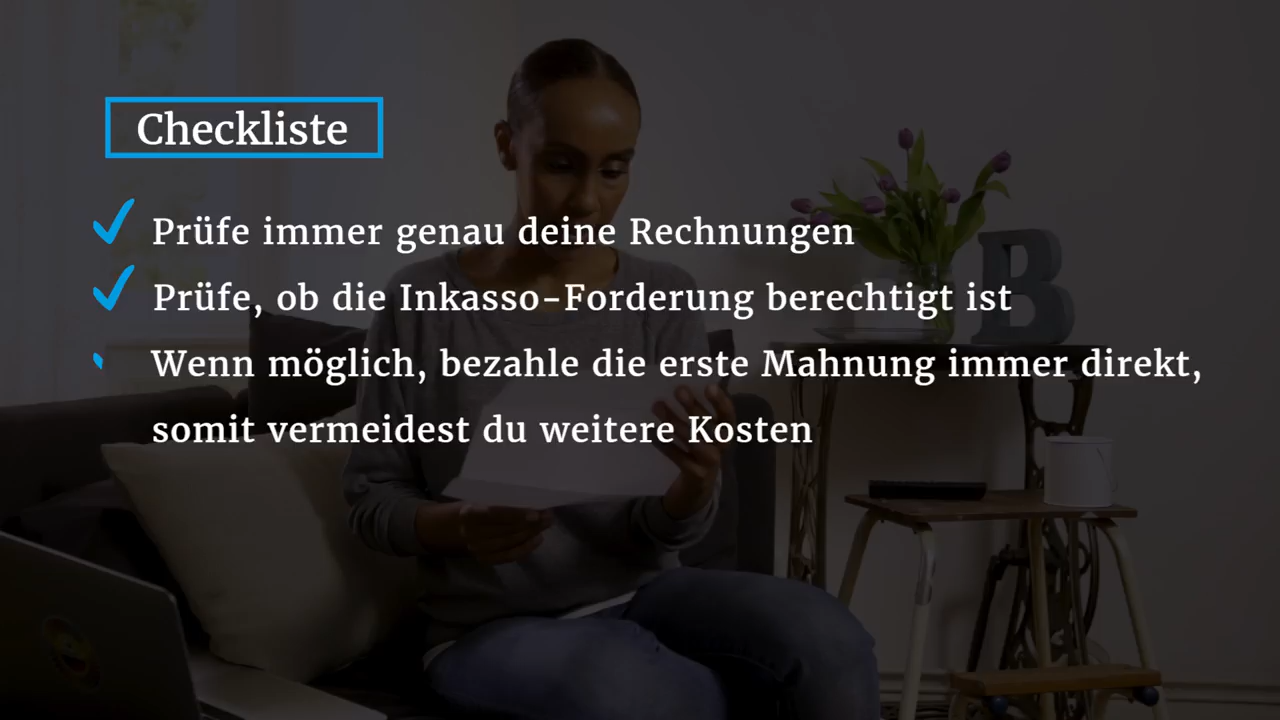 Checkliste
Prüfe immer genau deine Rechnungen
Prüfe, ob die Inkasso-Forderung berechtigt ist
Wenn möglich, bezahle die erste Mahnung immer direkt,
somit vermeidest du weitere Kosten
B